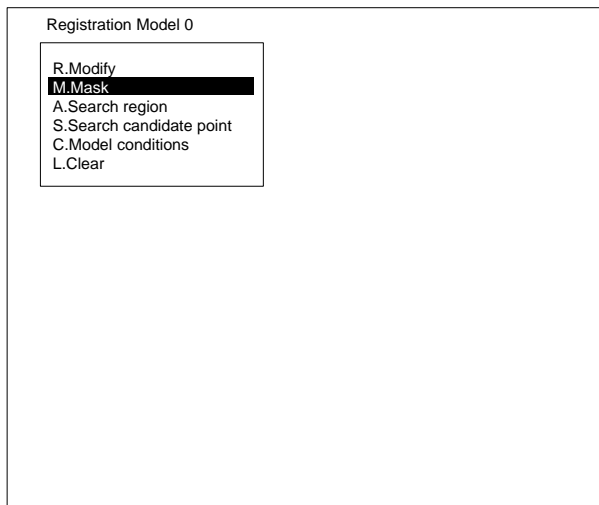 Registration Model 0
R.Modify
M.Mask
A.Search region
S.Search candidate point
C.Model conditions
L.Clear